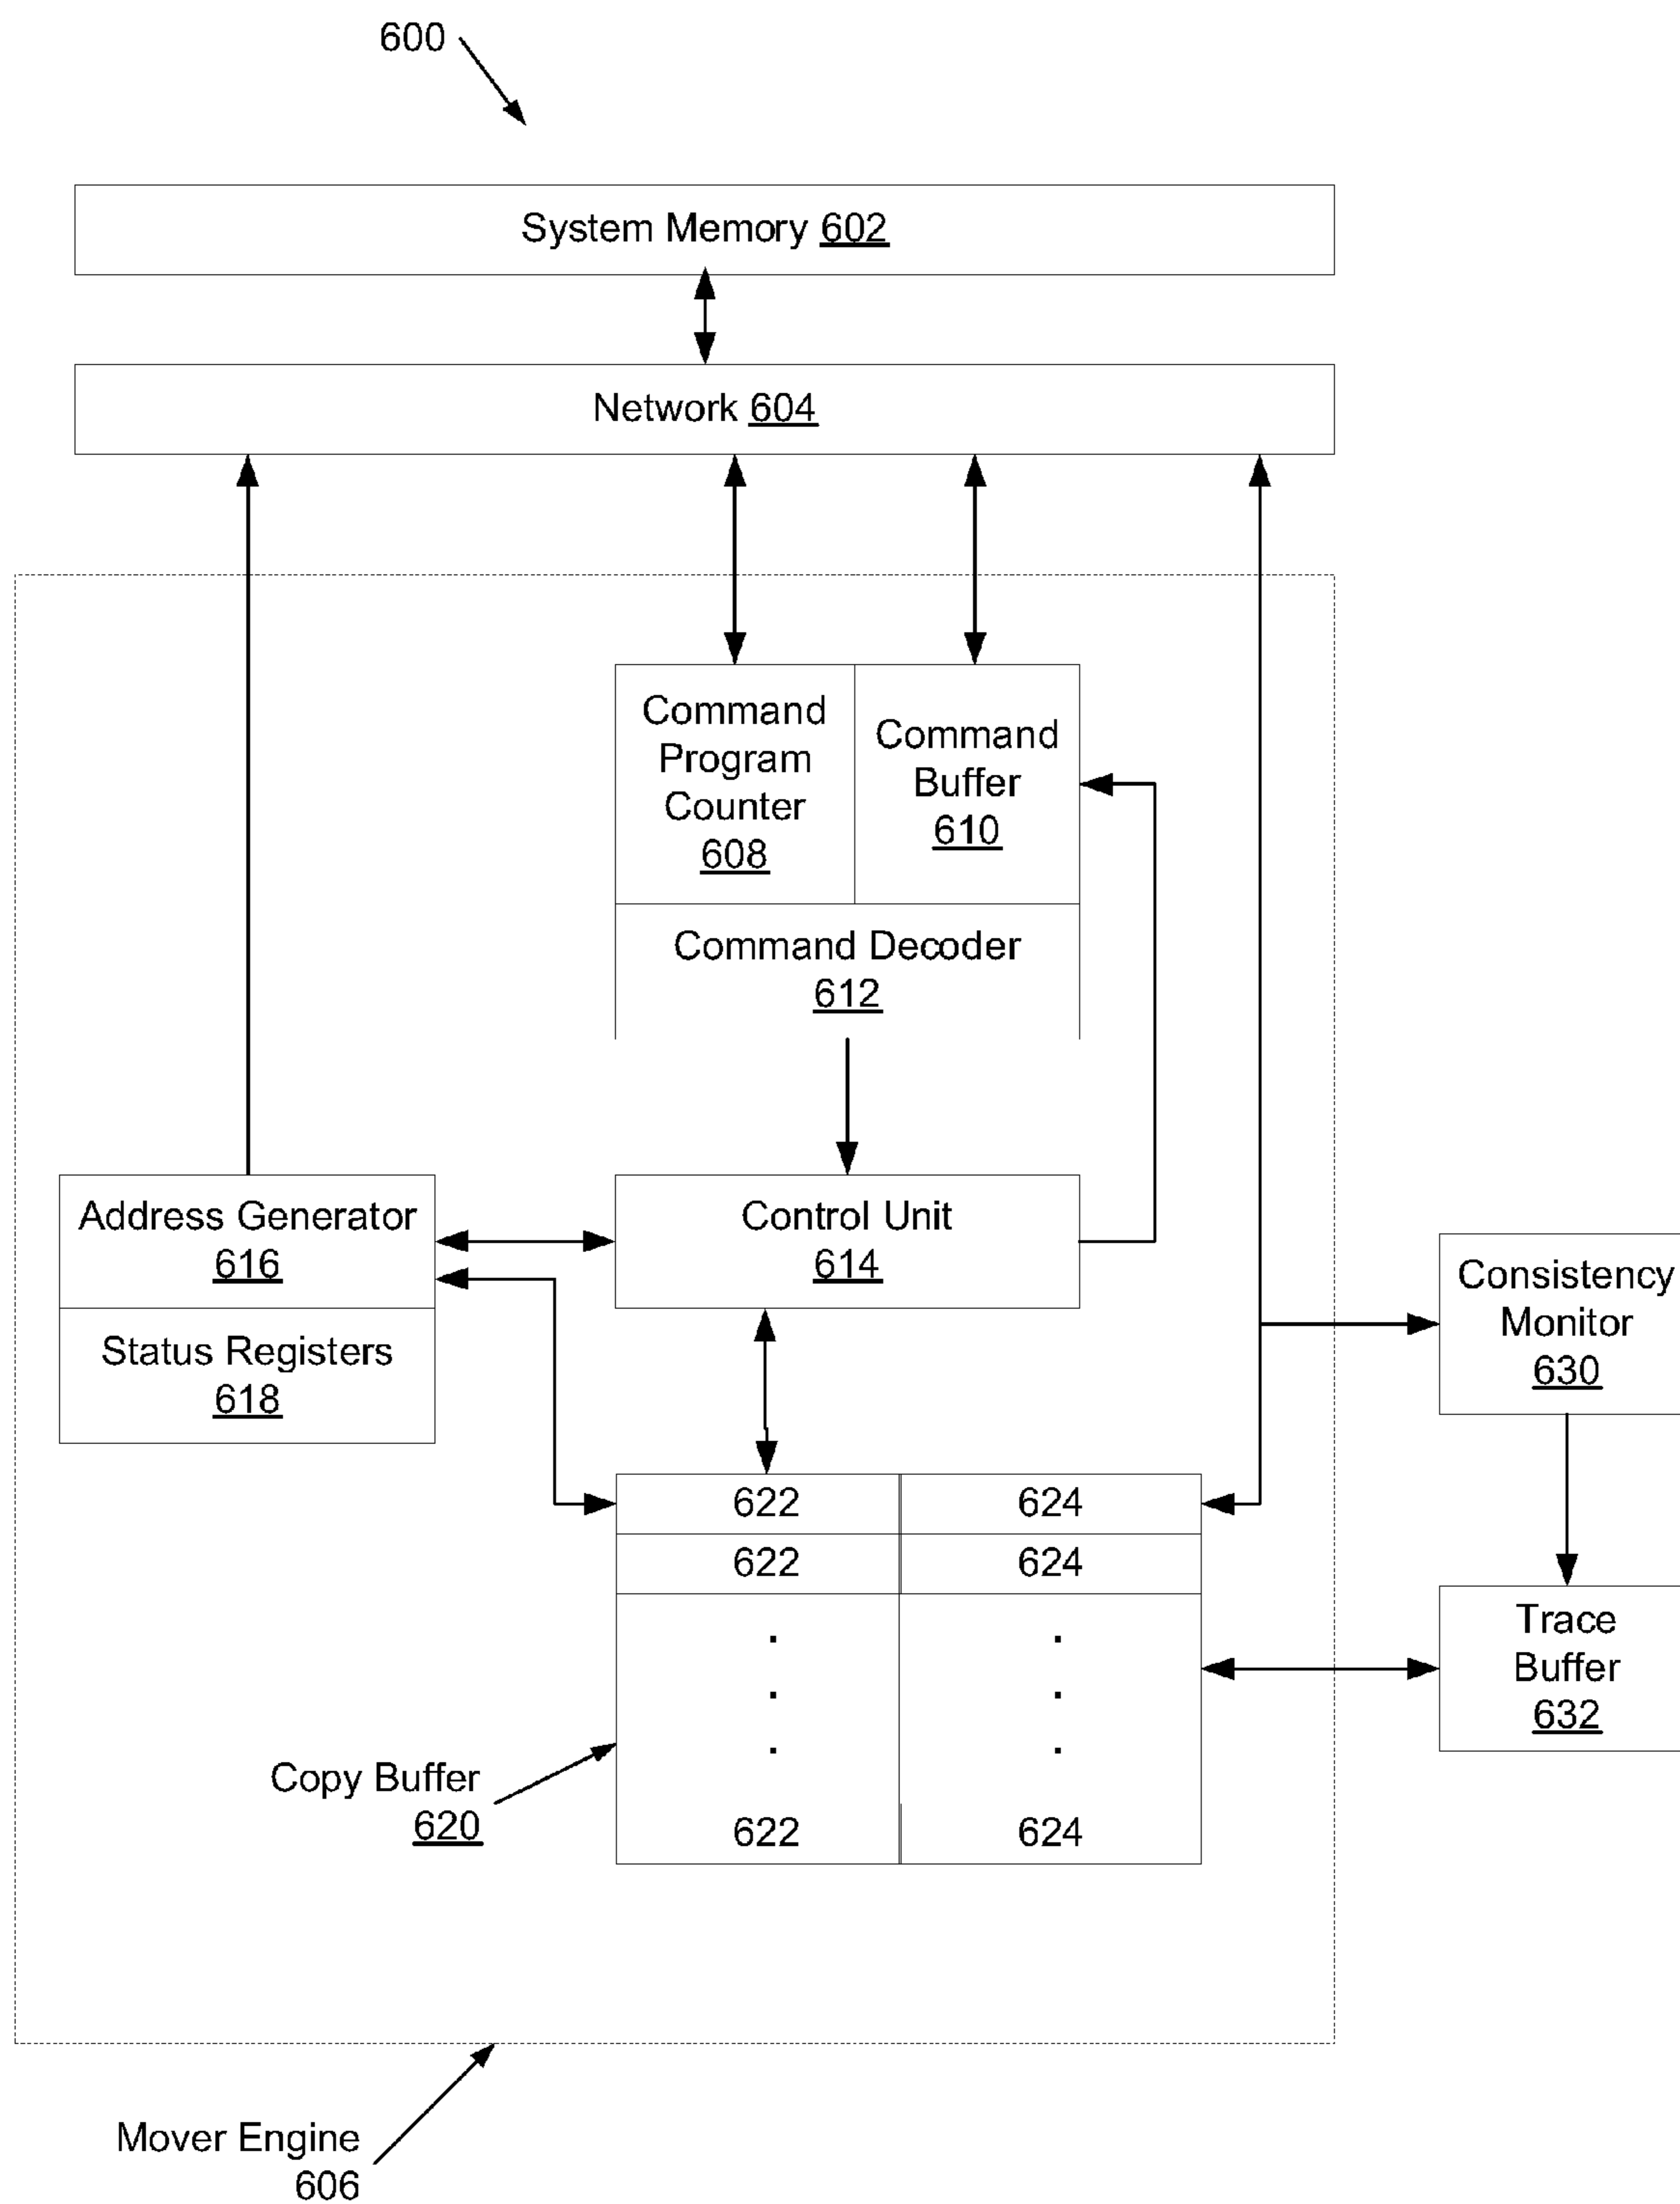 600
System Memory 602
Network 604
Command
Program
Counter
608
Command
Buffer
610
Command Decoder
612
Address Generator
616
Status Registers
618
Control Unit
614
Consistency
Monitor
630
622 624
622 624
. .
. .
. .
622 624
Trace
Buffer
632
Copy Buffer
620
Mover Engine
606